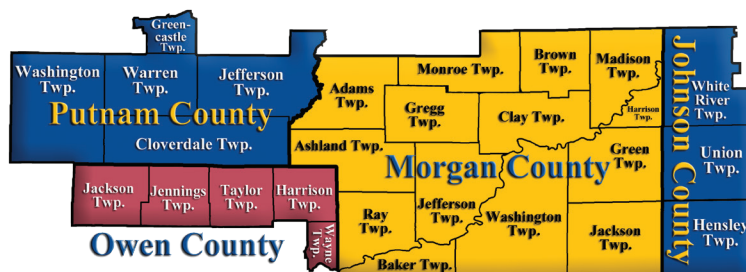 Green-
castle
Twp.
Washington
Twp.
Warren
Twp.
Jefferson
Twp.
Putnam County
Cloverdale Twp.
Jackson
Twp.
Jennings
Twp.
Taylor
Twp.
Harrison
Twp.
Wayne
Twp.
Owen County
Adams
Twp.
Monroe Twp.
Brown
Twp.
Madison
Twp.
Gregg
Twp.
Clay Twp.
Harrison
Twp.
Ashland Twp.
Morgan County
Green
Twp.
Ray
Twp.
Jefferson
Twp.
Washington
Twp.
Jackson
Twp.
Baker Twp.
Johnson County
White
River
Twp.
Union
Twp.
Hensley
Twp.